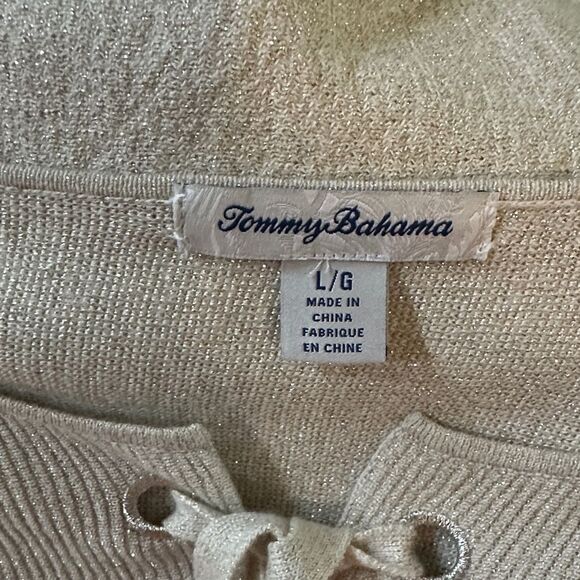 Tommy Bahama
L/G
MADE IN
CHINA
FABRIQUE
EN CHINE